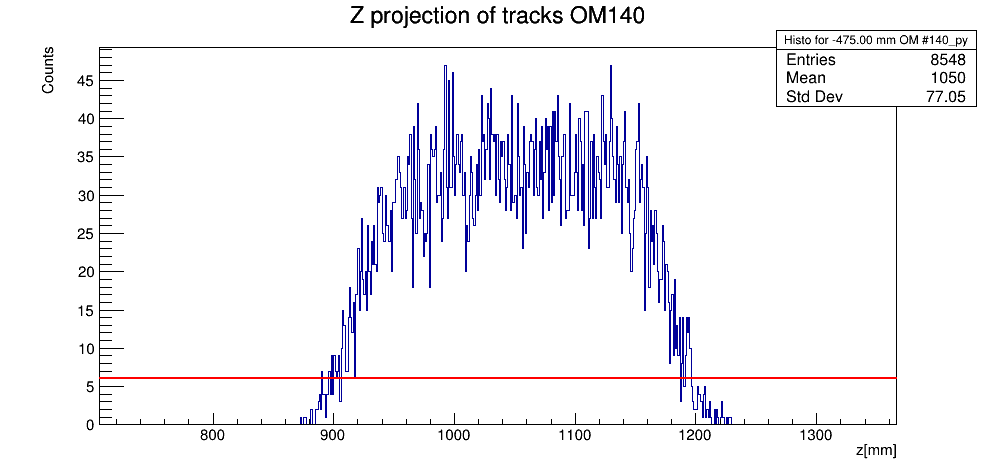 Z projection of tracks OM140
Histo for -475.00 mm OM #140_py
Entries 8548
Mean 1050
Std Dev 77.05
Counts
45
40
35
30
25
20
15
10
5
0
800 900 1000 1100 1200 1300
z[mm]